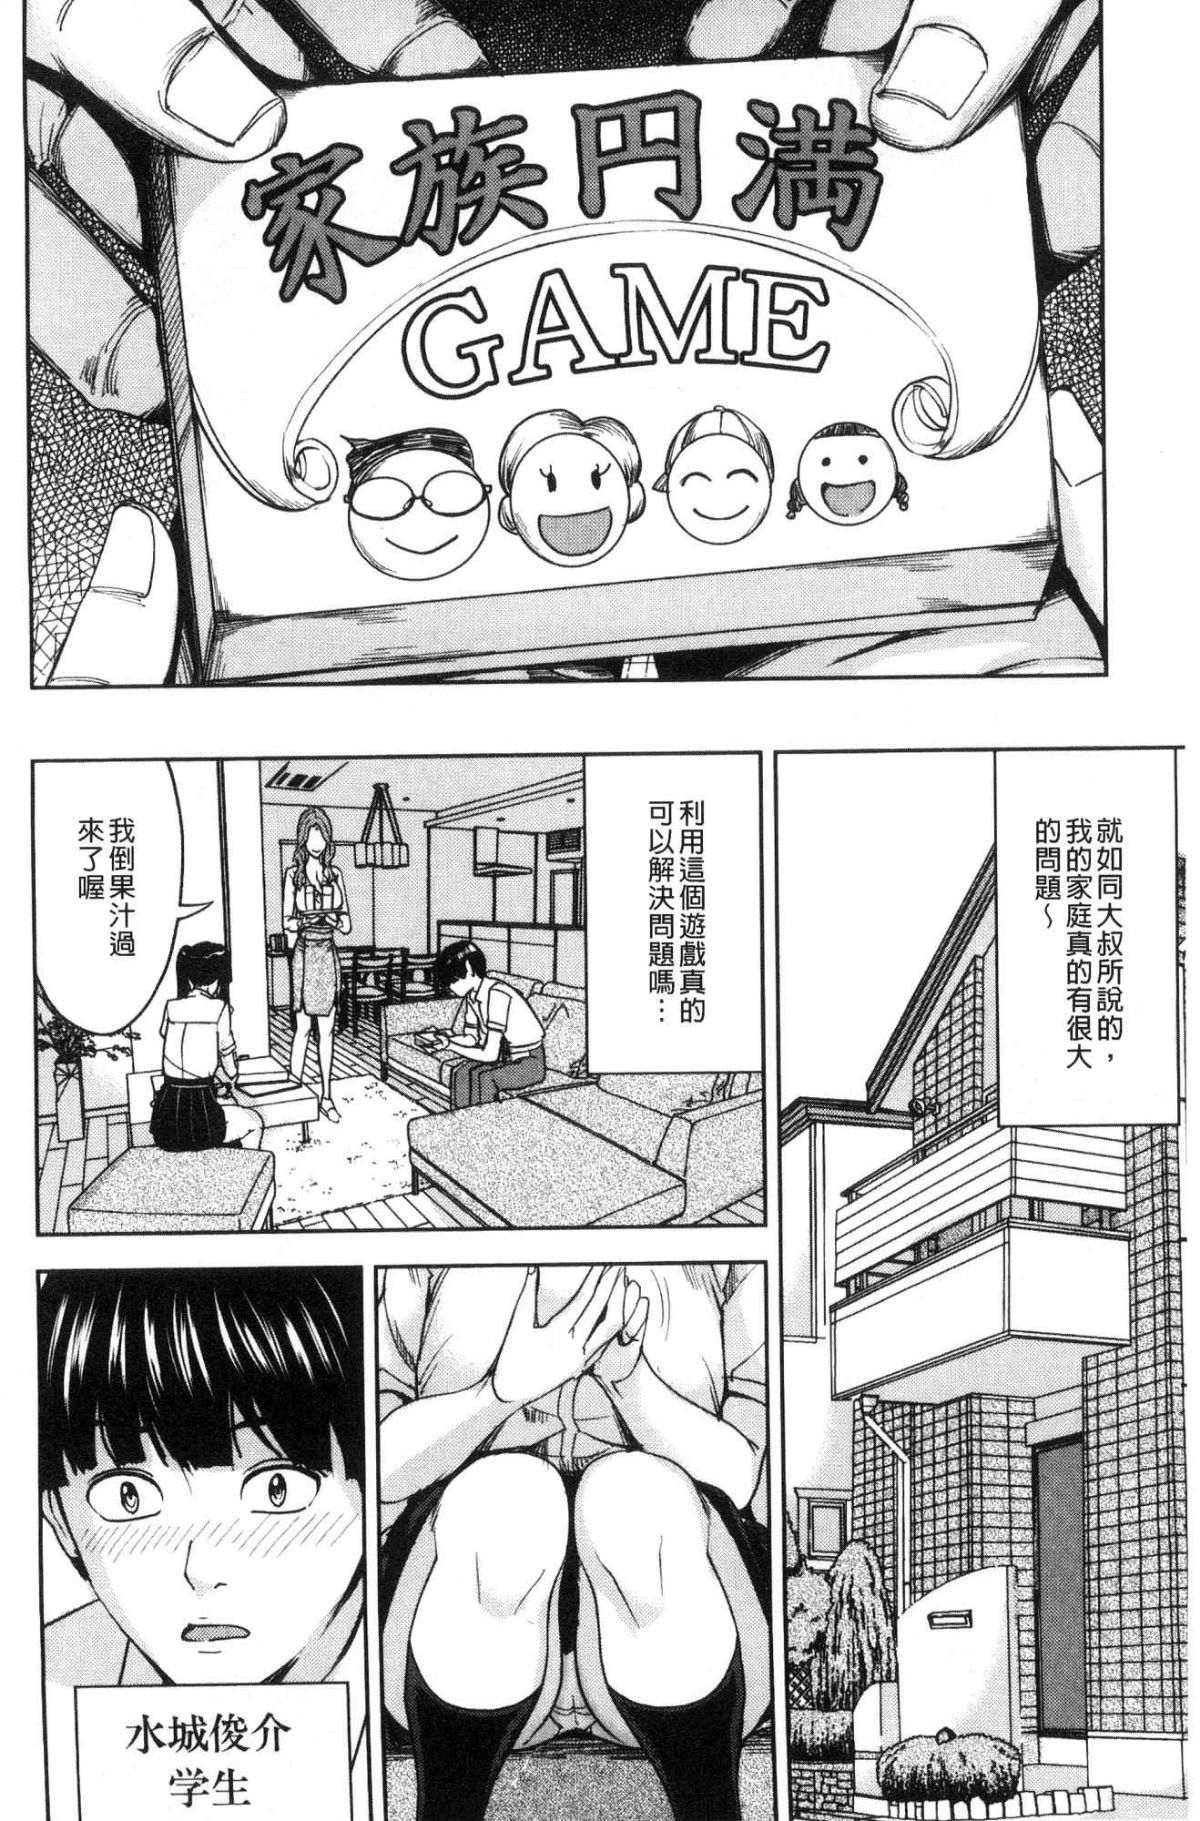 家族円満
GAME
就如同大叔所說的，
我的家庭真的有很大
的問題～
利用這個遊戲真的
可以解決問題嗎…
我倒果汁過
來了喔
水城俊介
学生